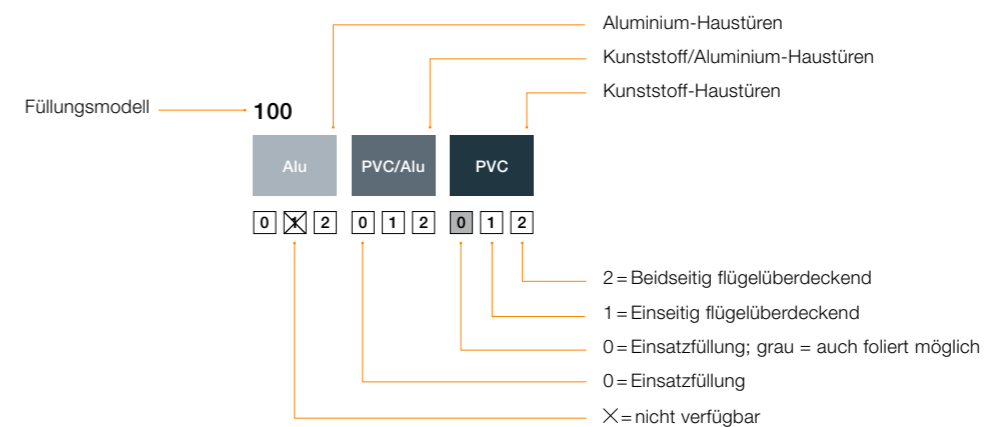 Aluminium-Haustüren
Kunststoff/Aluminium-Haustüren
Kunststoff-Haustüren
Füllungsmodell
100
Alu PVC/Alu PVC
0 1 2 0 1 2 0 1 2
2 = Beidseitig flügelüberdeckend
1 = Einseitig flügelüberdeckend
0 = Einsatzfüllung; grau = auch foliert möglich
0 = Einsatzfüllung
✕ = nicht verfügbar